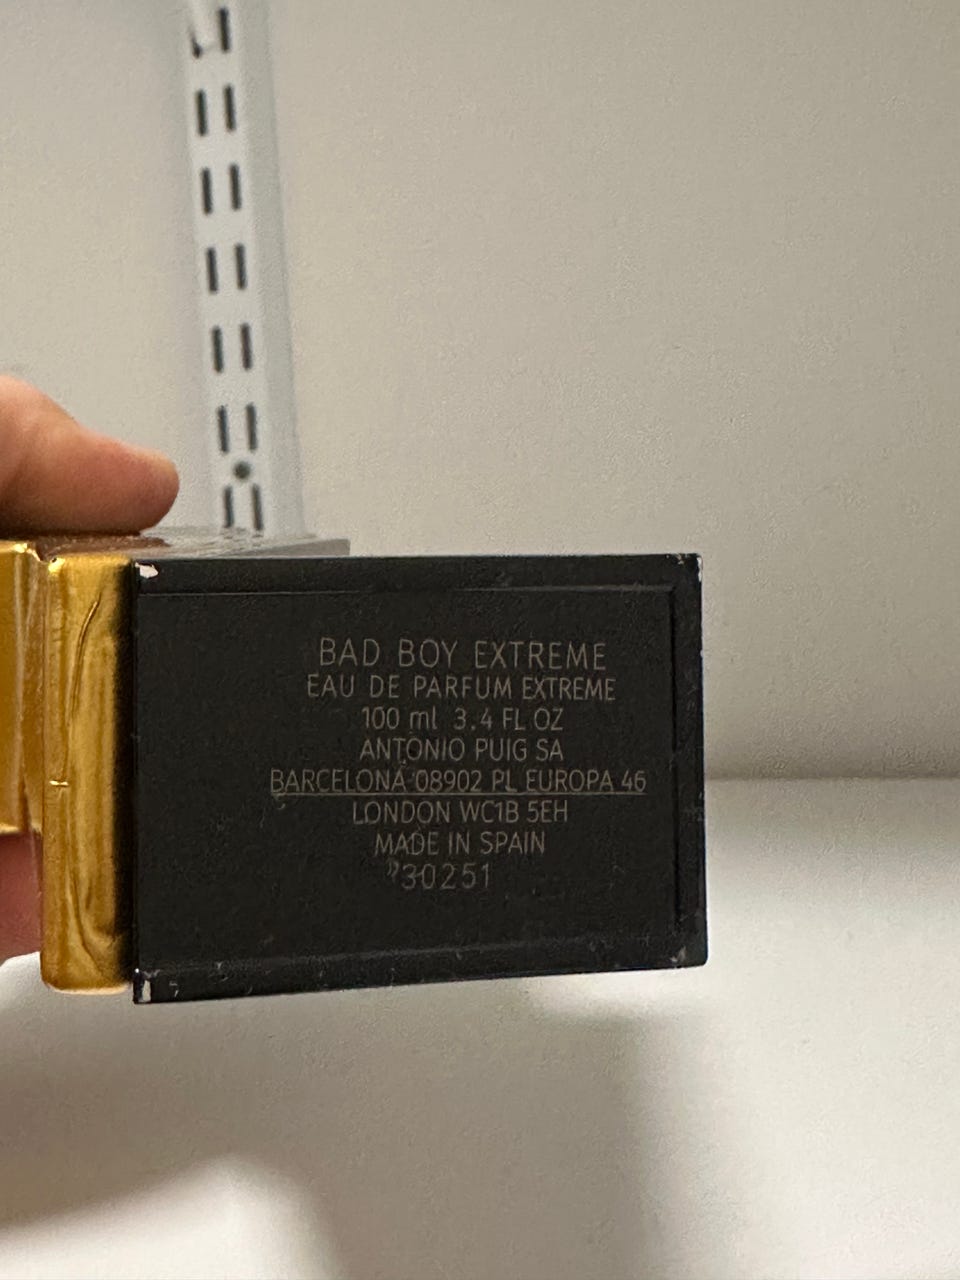 BAD BOY EXTREME
EAU DE PARFUM EXTREME
100 ml 3.4 FL OZ
ANTONIO PUIG SA
BARCELONA 08902 PL EUROPA 46
LONDON WC1B 5EH
MADE IN SPAIN
30251